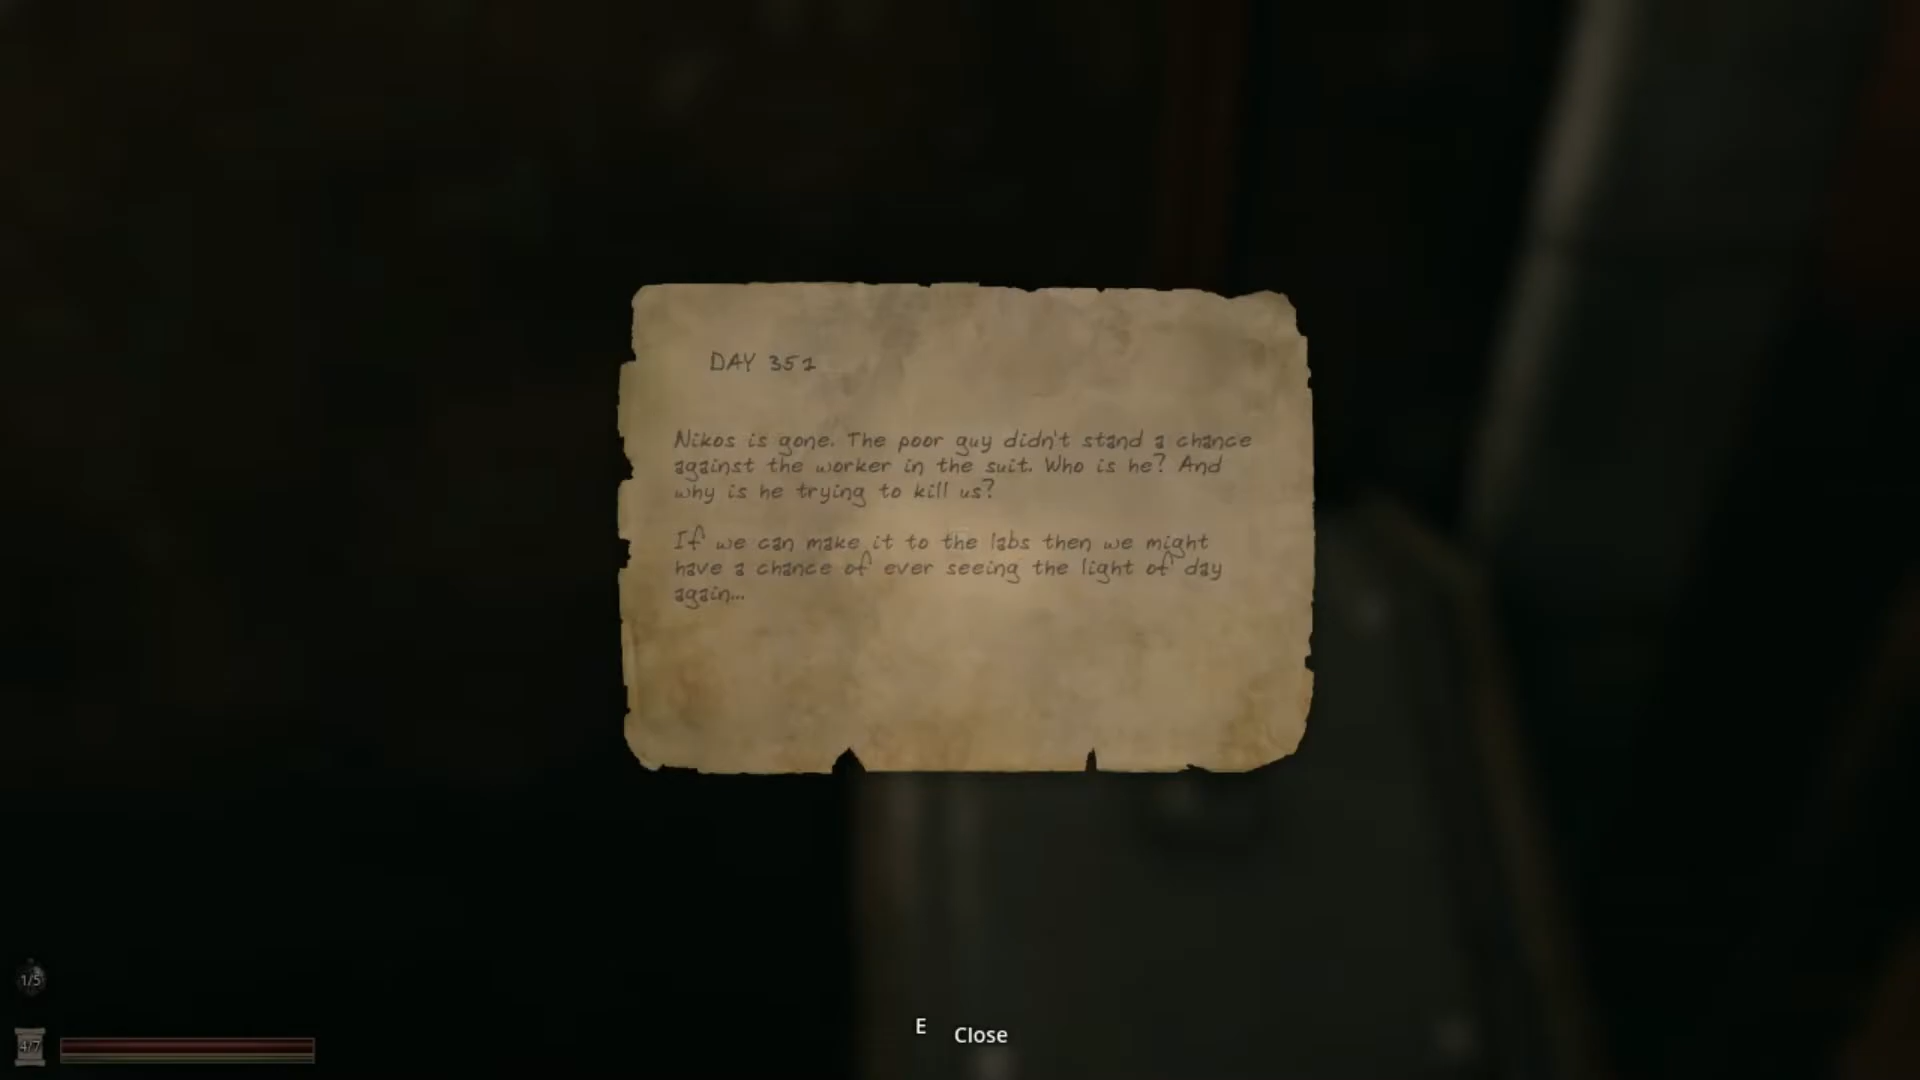 DAY 351
Nikos is gone. The poor guy didn't stand a chance
against the worker in the suit. Who is he? And
why is he trying to kill us?
If we can make it to the labs then we might
have a chance of ever seeing the light of day
again...
1/5
4/7
E
Close